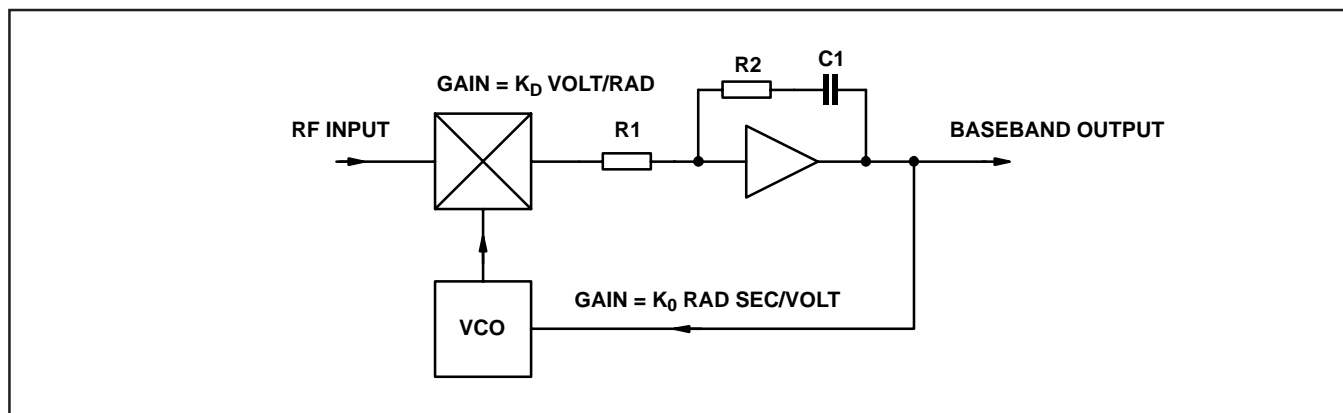 R2
C1
GAIN = KD VOLT/RAD
RF INPUT
R1
BASEBAND OUTPUT
GAIN = K0 RAD SEC/VOLT
VCO